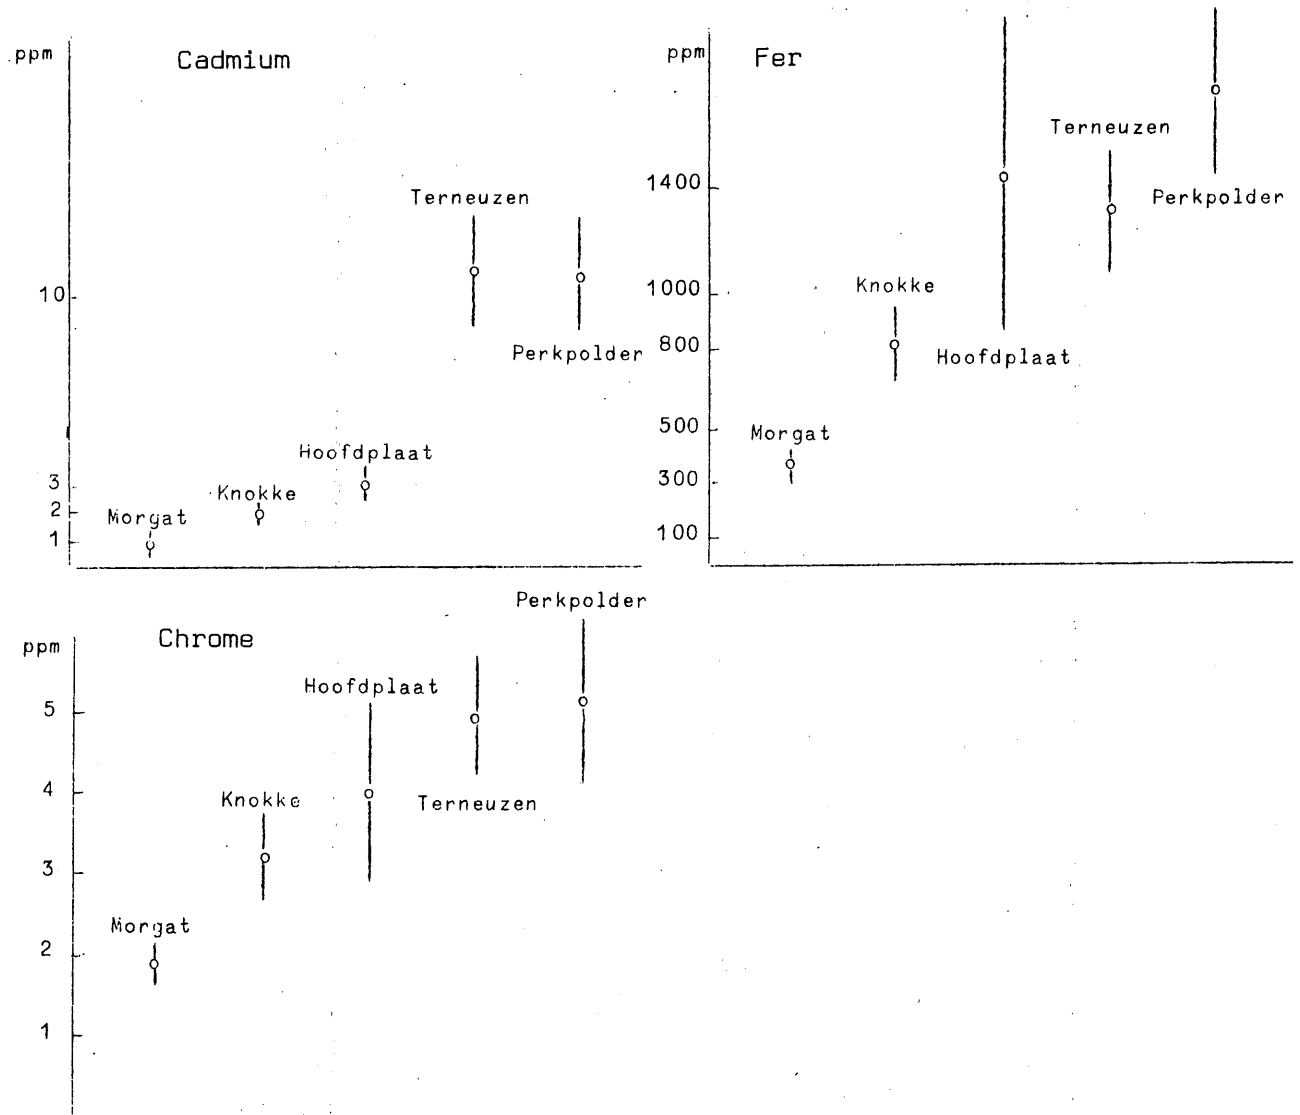 ppm
Cadmium
Terneuzen
10
Perkpolder
Hoofdplaat
3
Knokke
2
Morgat
1
ppm
Fer
Terneuzen
1400
Perkpolder
Knokke
1000
800
Hoofdplaat
500
Morgat
300
100
Perkpolder
ppm
Chrome
Hoofdplaat
5
4
Knokke
Terneuzen
3
Morgat
2
1